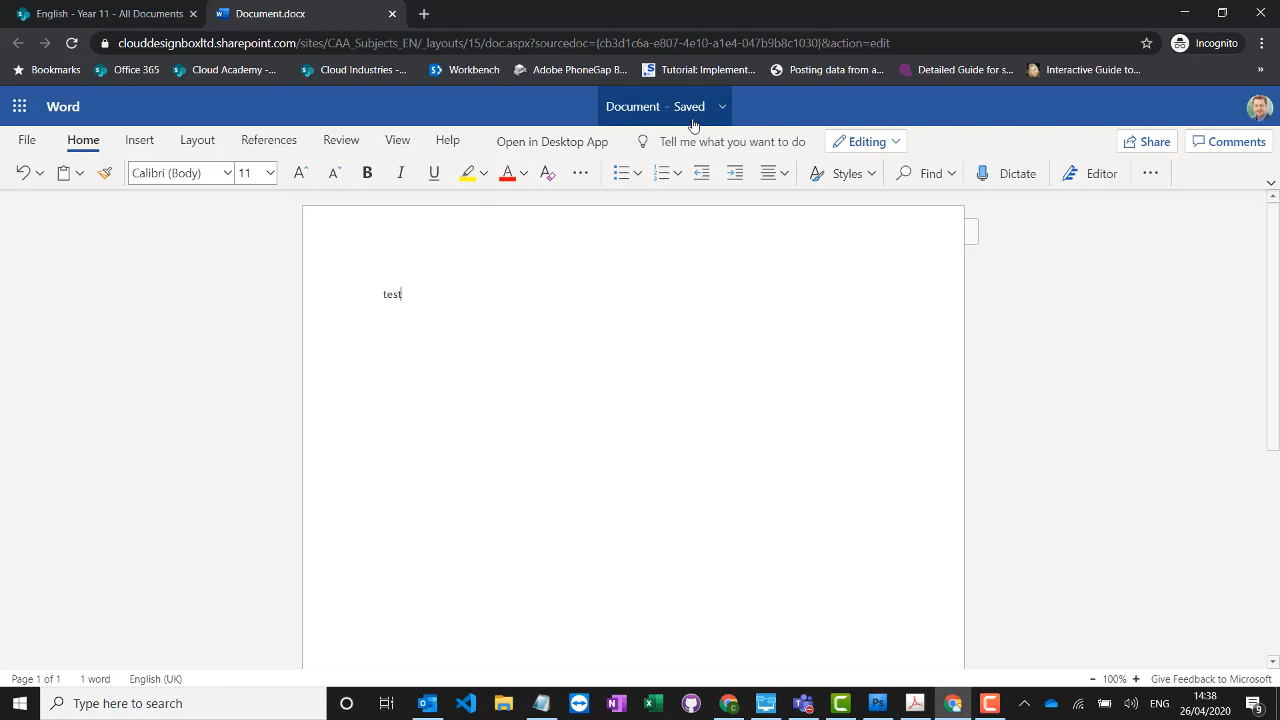 English - Year 11 - All Documents
Document.docx
clouddesignboxltd.sharepoint.com/sites/CAA_Subjects_EN/_layouts/15/doc.aspx?sourcedoc={cb3d1c6a-e807-4e10-a1e4-047b9b8c1030}&action=edit
Incognito
Bookmarks
Office 365
Cloud Academy -...
Cloud Industries -...
Workbench
Adobe PhoneGap B...
Tutorial: Implement...
Posting data from a...
Detailed Guide for s...
Interactive Guide to...
»
Word
Document - Saved
File
Home
Insert
Layout
References
Review
View
Help
Open in Desktop App
Tell me what you want to do
Editing
Share
Comments
Calibri (Body)
11
B
I
U
Styles
Find
Dictate
Editor
test
Page 1 of 1
1 word
English (UK)
100%
Give Feedback to Microsoft
Type here to search
ENG
14:38
26/04/2020
9